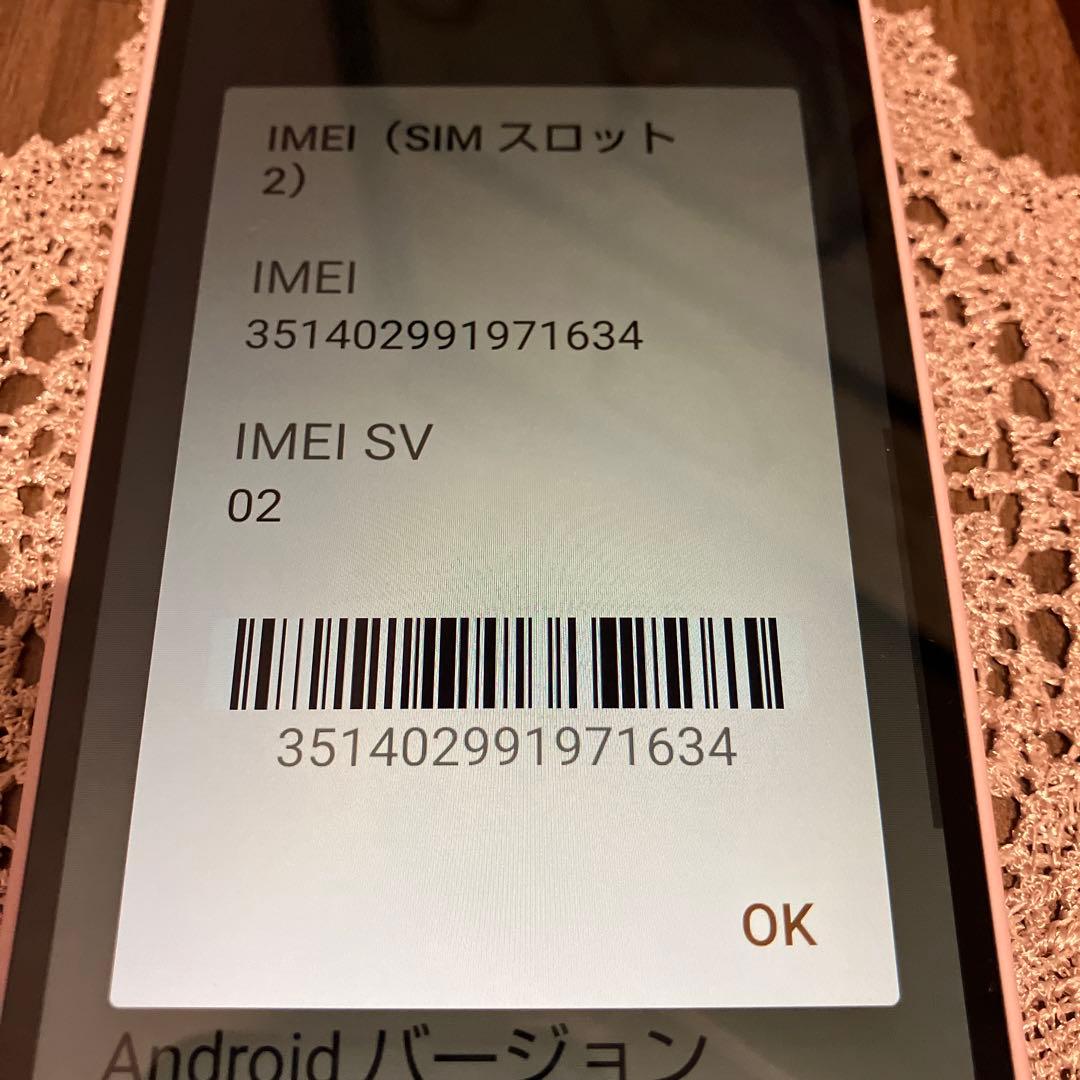 IMEI（SIM スロット
2）
IMEI
351402991971634
IMEI SV
02
351402991971634
OK
Android バージョン